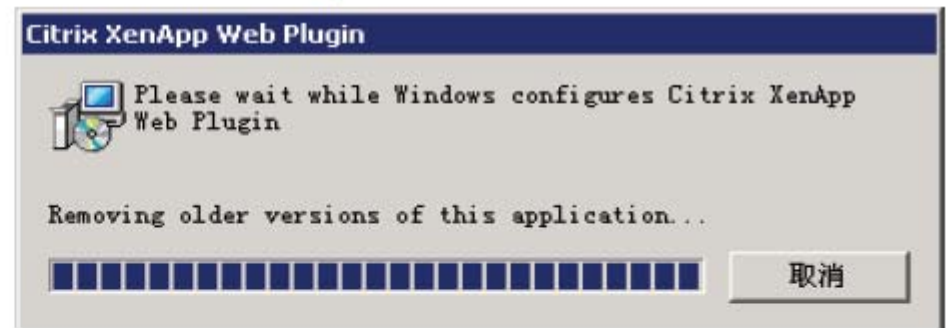 Citrix XenApp Web Plugin
Please wait while Windows configures Citrix XenApp
Web Plugin
Removing older versions of this application...
取消